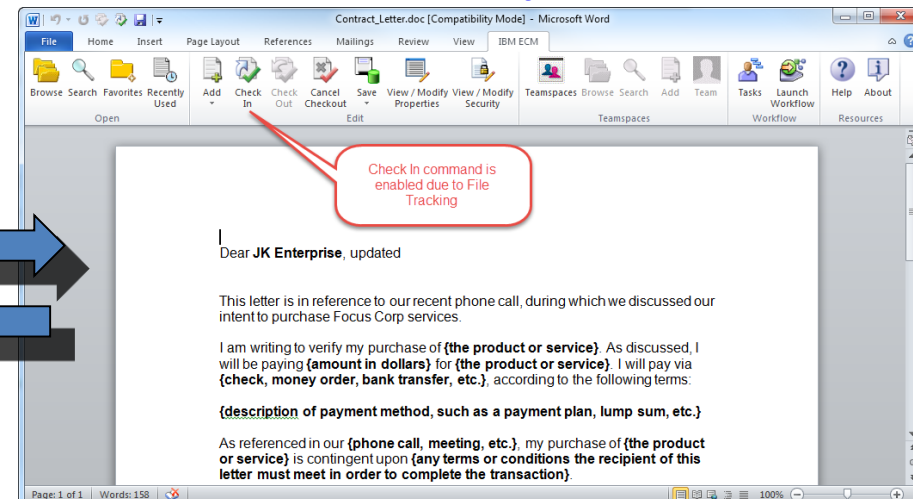 Contract_Letter.doc [Compatibility Mode] - Microsoft Word
File Home Insert Page Layout References Mailings Review View IBM ECM
Browse Search Favorites Recently Used Add Check In Check Out Cancel Checkout Save View / Modify Properties View / Modify Security Teamspaces Browse Search Add Team Tasks Launch Workflow Help About
Open Edit Teamspaces Workflow Resources
Check In command is
enabled due to File
Tracking
Dear JK Enterprise, updated
This letter is in reference to our recent phone call, during which we discussed our
intent to purchase Focus Corp services.
I am writing to verify my purchase of {the product or service}. As discussed, I
will be paying {amount in dollars} for {the product or service}. I will pay via
{check, money order, bank transfer, etc.}, according to the following terms:
{description of payment method, such as a payment plan, lump sum, etc.}
As referenced in our {phone call, meeting, etc.}, my purchase of {the product
or service} is contingent upon {any terms or conditions the recipient of this
letter must meet in order to complete the transaction}.
Page: 1 of 1 Words: 158 100%